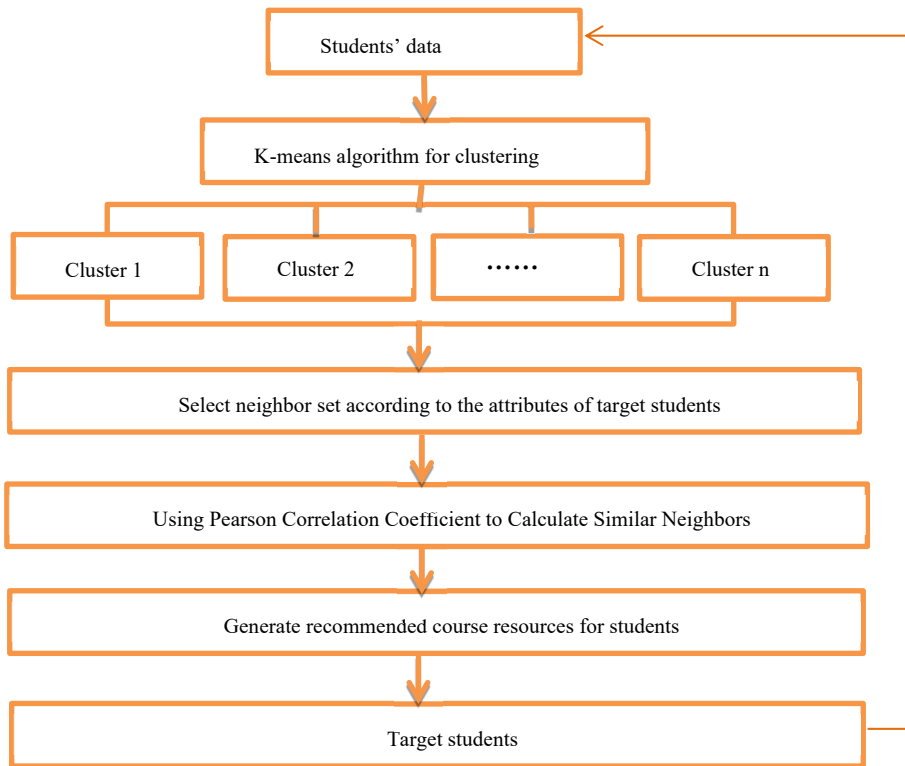 Students’ data
K-means algorithm for clustering
Cluster 1
Cluster 2
……
Cluster n
Select neighbor set according to the attributes of target students
Using Pearson Correlation Coefficient to Calculate Similar Neighbors
Generate recommended course resources for students
Target students